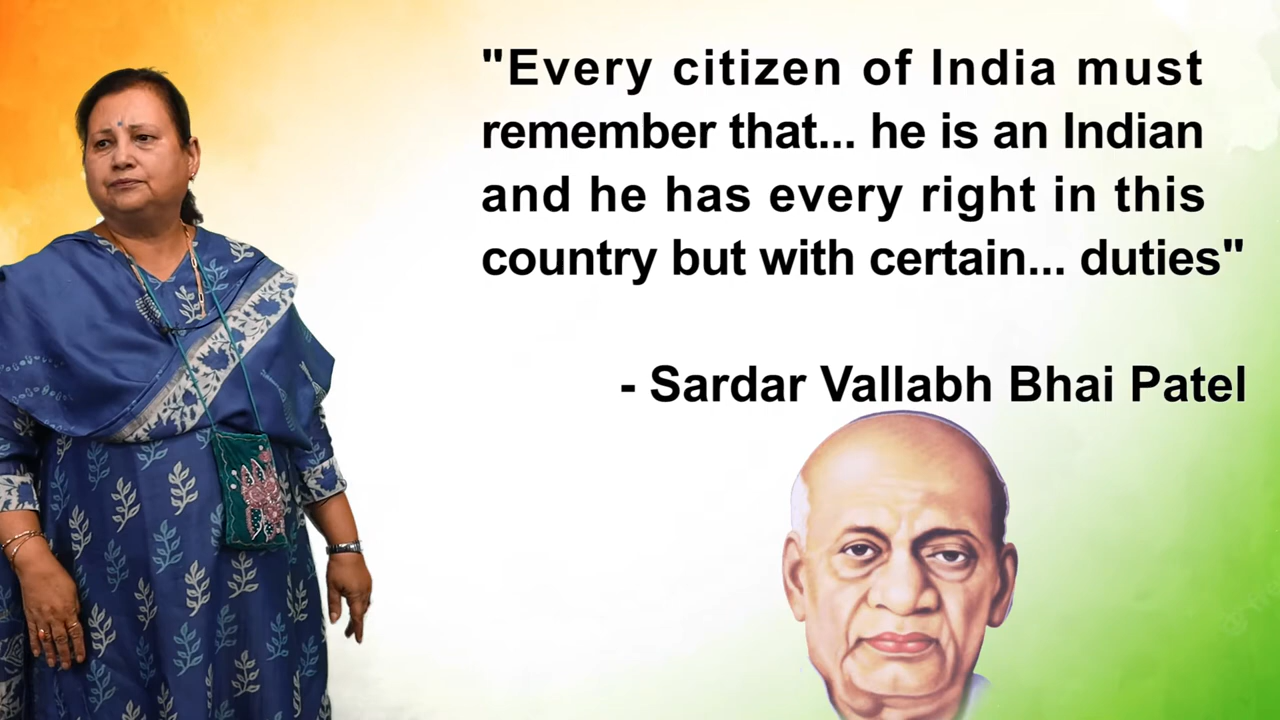 "Every citizen of India must
remember that... he is an Indian
and he has every right in this
country but with certain... duties"
- Sardar Vallabh Bhai Patel